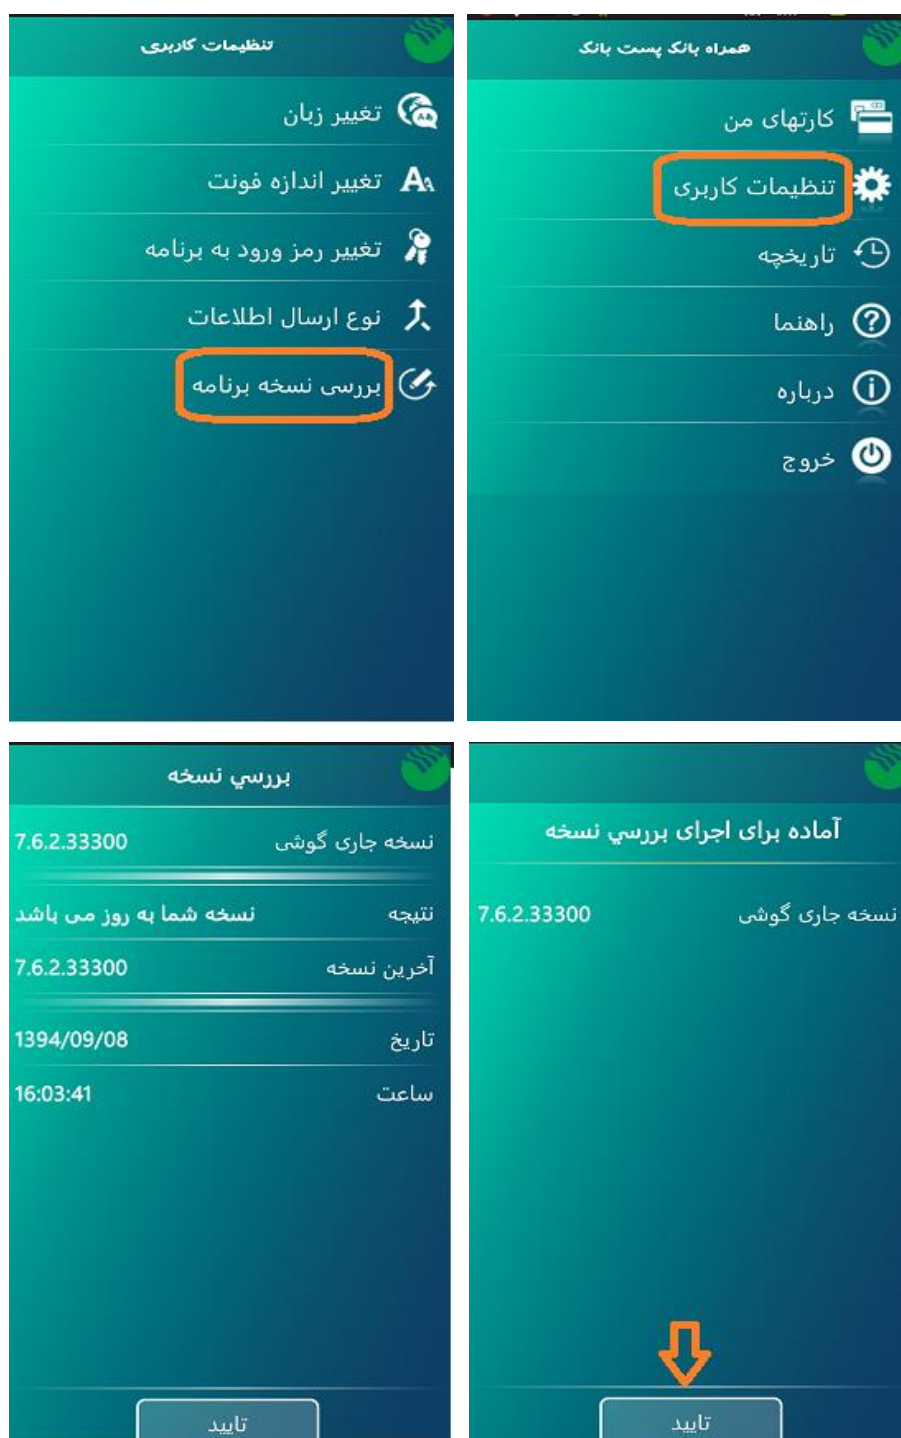 همراه بانک پست بانک
کارتهای من
تنظیمات کاربری
تاریخچه
راهنما
درباره
خروج
تنظیمات کاربری
تغییر زبان
تغییر اندازه فونت
تغییر رمز ورود به برنامه
نوع ارسال اطلاعات
بررسی نسخه برنامه
آماده برای اجرای بررسي نسخه
نسخه جاری گوشی 7.6.2.33300
تایید
بررسي نسخه
نسخه جاری گوشی 7.6.2.33300
نتیجه نسخه شما به روز می باشد
آخرین نسخه 7.6.2.33300
تاریخ 1394/09/08
ساعت 16:03:41
تایید